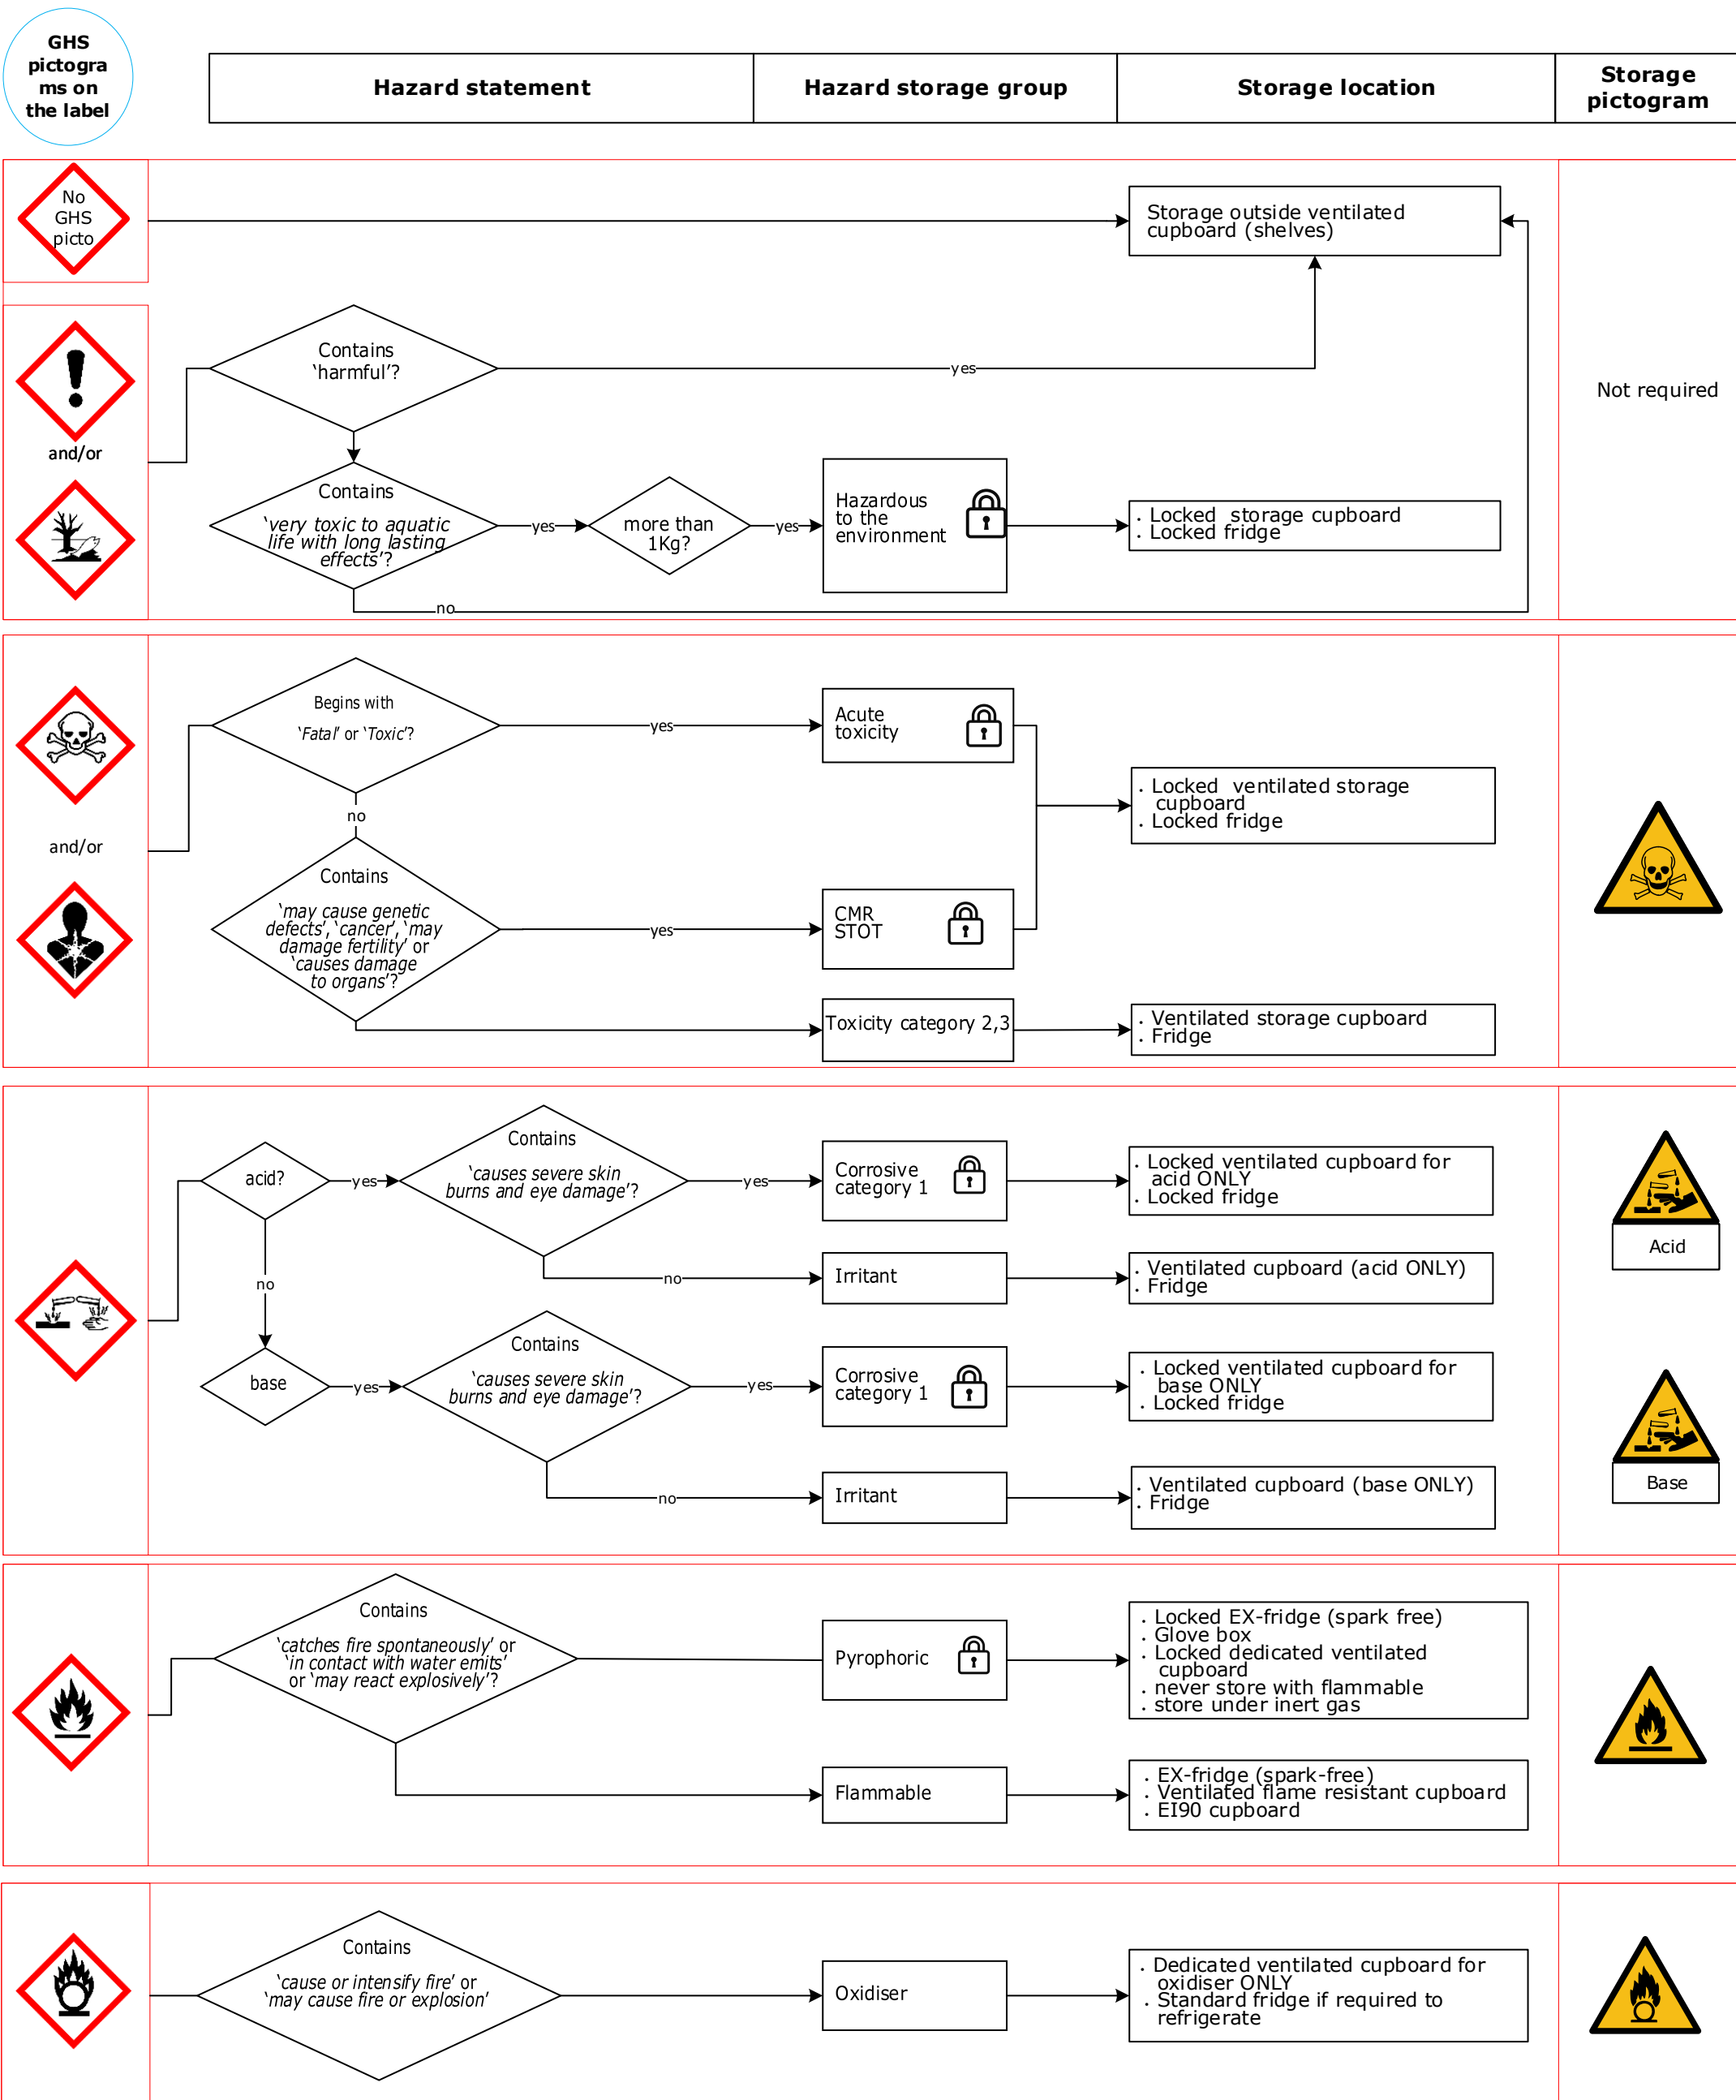 GHS
pictogra
ms on
the label
Hazard statement
Hazard storage group
Storage location
Storage
pictogram
No
GHS
picto
Storage outside ventilated
cupboard (shelves)
Contains
‘harmful’?
yes
Not required
and/or
Contains
‘very toxic to aquatic
life with long lasting
effects’?
yes
more than
1Kg?
yes
Hazardous
to the
environment
. Locked  storage cupboard
. Locked fridge
no
Begins with
‘Fatal’ or ‘Toxic’?
yes
Acute
toxicity
no
. Locked  ventilated storage
cupboard
. Locked fridge
and/or
Contains
‘may cause genetic
defects’, ‘cancer’, ‘may
damage fertility’ or
‘causes damage
to organs’?
yes
CMR
STOT
Toxicity category 2,3
. Ventilated storage cupboard
. Fridge
acid?
yes
Contains
‘causes severe skin
burns and eye damage’?
yes
Corrosive
category 1
. Locked ventilated cupboard for
acid ONLY
. Locked fridge
Acid
no
no
Irritant
. Ventilated cupboard (acid ONLY)
. Fridge
base
yes
Contains
‘causes severe skin
burns and eye damage’?
yes
Corrosive
category 1
. Locked ventilated cupboard for
base ONLY
. Locked fridge
Base
no
Irritant
. Ventilated cupboard (base ONLY)
. Fridge
Contains
‘catches fire spontaneously’ or
‘in contact with water emits’
or ‘may react explosively’?
Pyrophoric
. Locked EX-fridge (spark free)
. Glove box
. Locked dedicated ventilated
cupboard
. never store with flammable
. store under inert gas
Flammable
. EX-fridge (spark-free)
. Ventilated flame resistant cupboard
. EI90 cupboard
Contains
‘cause or intensify fire’ or
‘may cause fire or explosion’
Oxidiser
. Dedicated ventilated cupboard for
oxidiser ONLY
. Standard fridge if required to
refrigerate